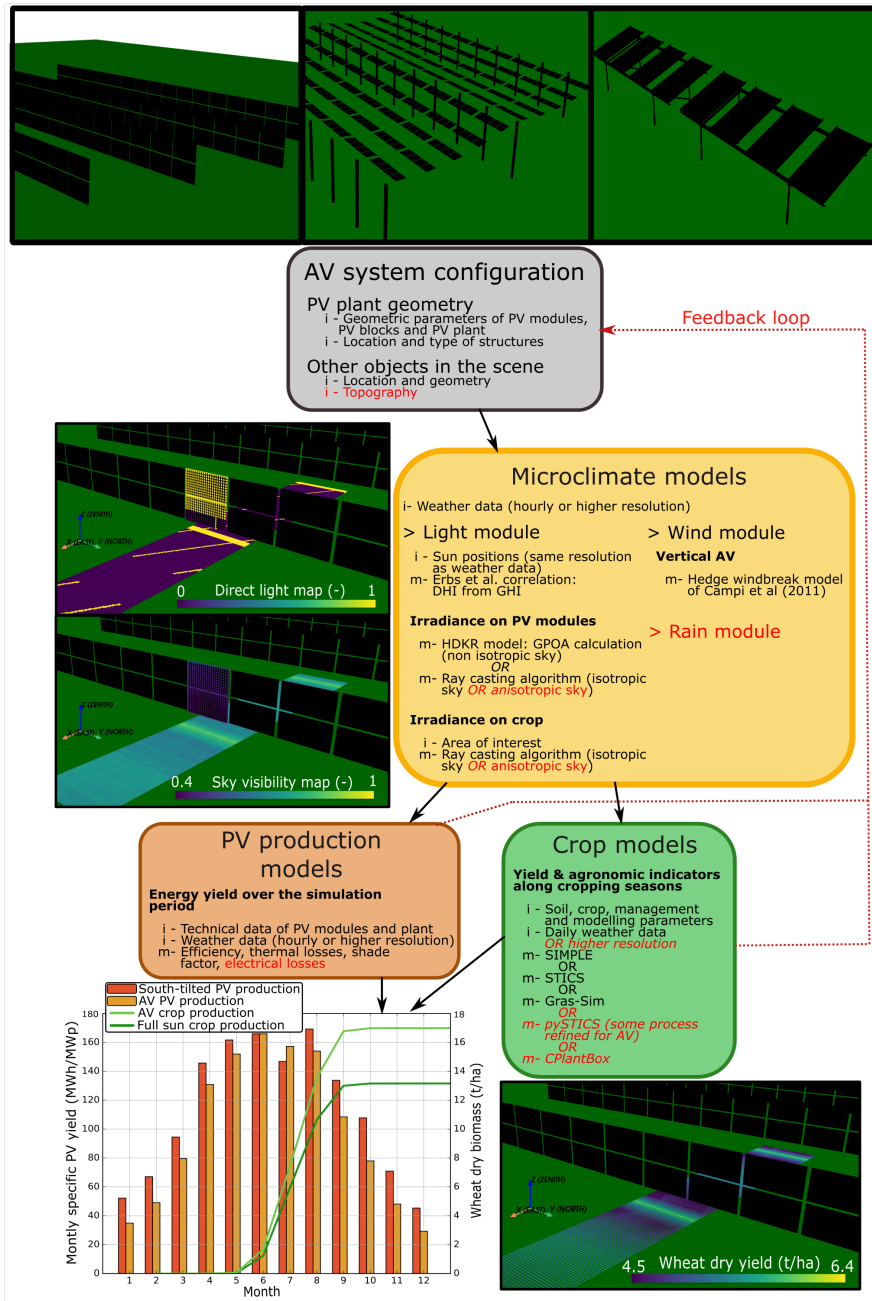 AV system configuration
PV plant geometry
i - Geometric parameters of PV modules,
PV blocks and PV plant
i - Location and type of structures
Other objects in the scene
i - Location and geometry
i - Topography
Feedback loop
Z (ZENITH)
X (EAST) Y (NORTH)
Direct light map (-)
0
1
Z (ZENITH)
X (EAST) Y (NORTH)
Sky visibility map (-)
0.4
1
Microclimate models
i- Weather data (hourly or higher resolution)
> Light module
i - Sun positions (same resolution
as weather data)
m- Erbs et al. correlation:
DHI from GHI
Irradiance on PV modules
m- HDKR model: GPOA calculation
(non isotropic sky)
OR
m- Ray casting algorithm (isotropic
sky OR anisotropic sky)
Irradiance on crop
i - Area of interest
m- Ray casting algorithm (isotropic
sky OR anisotropic sky)
> Wind module
Vertical AV
m- Hedge windbreak model
of Campi et al (2011)
> Rain module
PV production
models
Energy yield over the simulation
period
i - Technical data of PV modules and plant
i - Weather data (hourly or higher resolution)
m- Efficiency, thermal losses, shade
factor, electrical losses
Crop models
Yield & agronomic indicators
along cropping seasons
i - Soil, crop, management
and modelling parameters
i - Daily weather data
OR higher resolution
m- SIMPLE
OR
m- STICS
OR
m- Gras-Sim
OR
m- pySTICS (some process
refined for AV)
OR
m- CPlantBox
South-tilted PV production
AV PV production
AV crop production
Full sun crop production
Montly specific PV yield (MWh/MWp)
180
160
140
120
100
80
60
40
20
0
18
16
14
12
10
8
6
4
2
0
Wheat dry biomass (t/ha)
1 2 3 4 5 6 7 8 9 10 11 12
Month
Z (ZENITH)
X (EAST) Y (NORTH)
Wheat dry yield (t/ha)
4.5
6.4